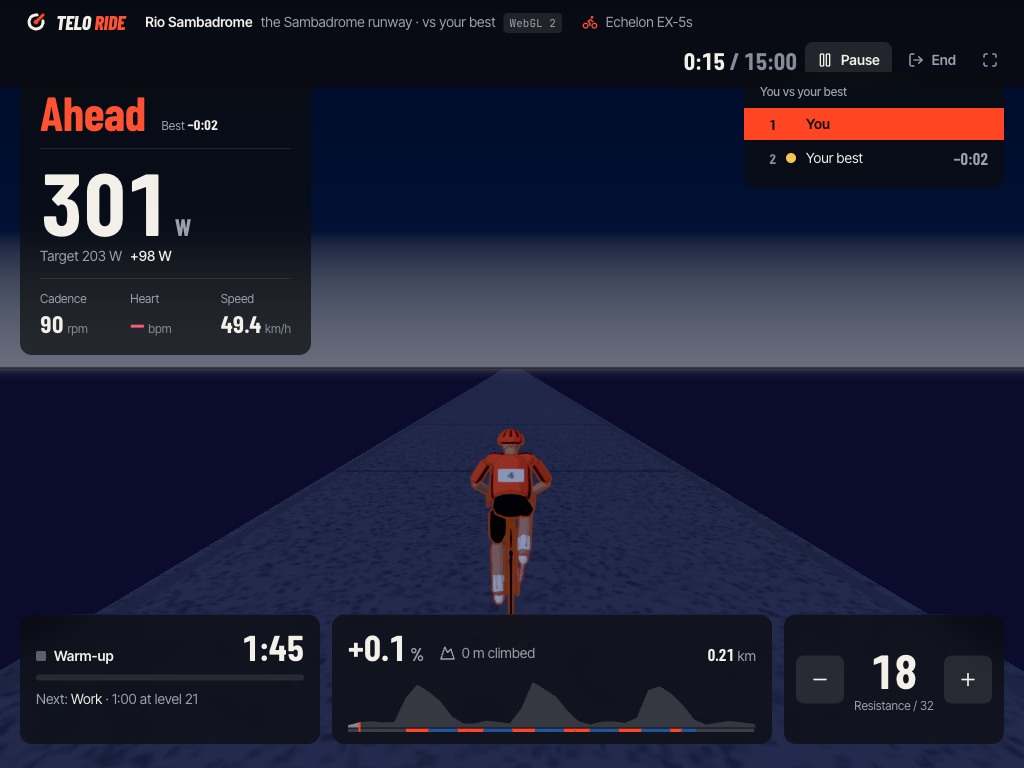 TELO RIDE Rio Sambadrome the Sambadrome runway · vs your best WebGL 2 Echelon EX-5s
0:15 / 15:00 Pause End
Ahead Best −0:02
301 W
Target 203 W +98 W
Cadence Heart Speed
90 rpm – bpm 49.4 km/h
You vs your best
1 You
2 Your best −0:02
4
Warm-up 1:45
Next: Work · 1:00 at level 21
+0.1 % 0 m climbed 0.21 km
− 18 +
Resistance / 32